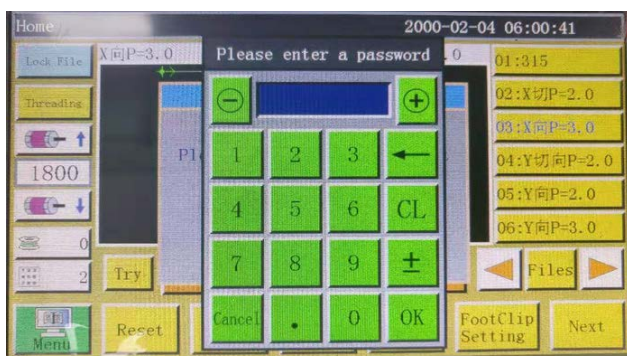 Home
2000-02-04 06:00:41
Lock File
X向P=3.0
Please enter a password
.0
01:315
Threading
02:X切P=2.0
03:X向P=3.0
1 2 3
04:Y切向P=2.0
1800
4 5 6 CL
05:Y向P=2.0
06:Y向P=3.0
0
7 8 9 ±
2
Try
Files
Cancel . 0 OK
Menu
Reset
FootClip
Setting
Next